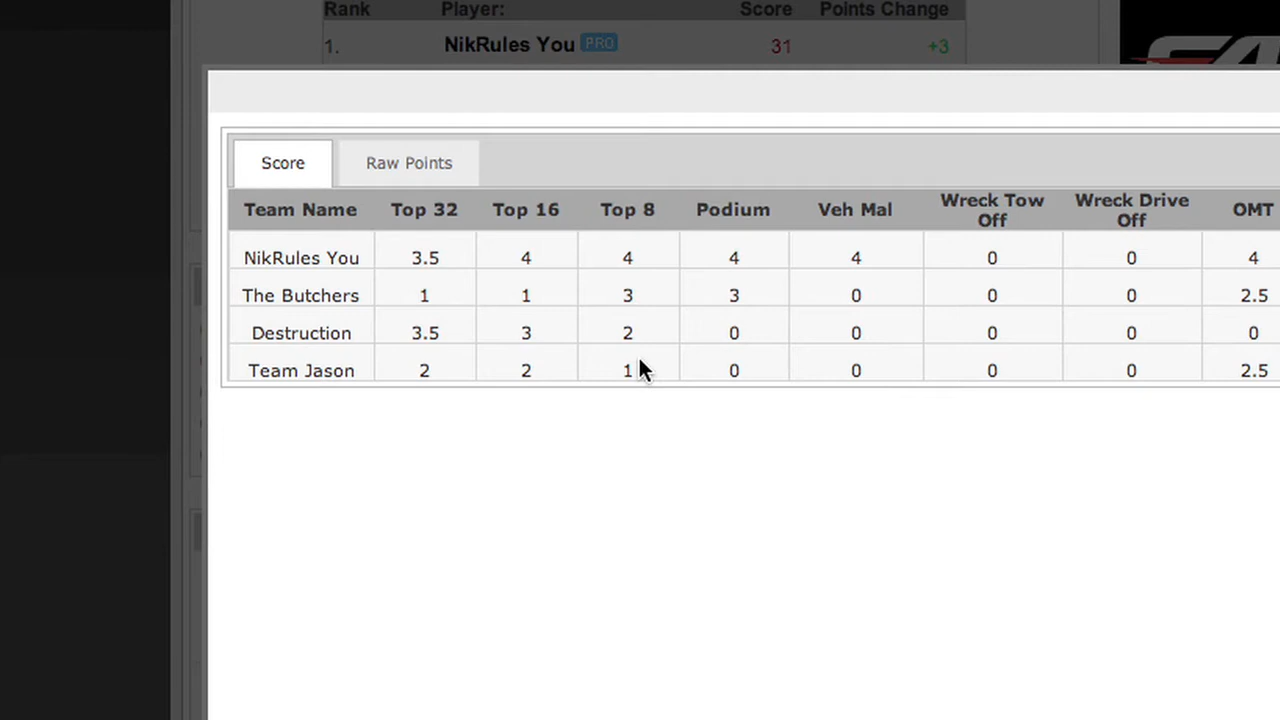 Rank Player: Score Points Change
1. NikRules You PRO 31 +3
Score Raw Points
Team Name Top 32 Top 16 Top 8 Podium Veh Mal Wreck Tow Off Wreck Drive Off OMT
NikRules You 3.5 4 4 4 4 0 0 4
The Butchers 1 1 3 3 0 0 0 2.5
Destruction 3.5 3 2 0 0 0 0 0
Team Jason 2 2 1 0 0 0 0 2.5